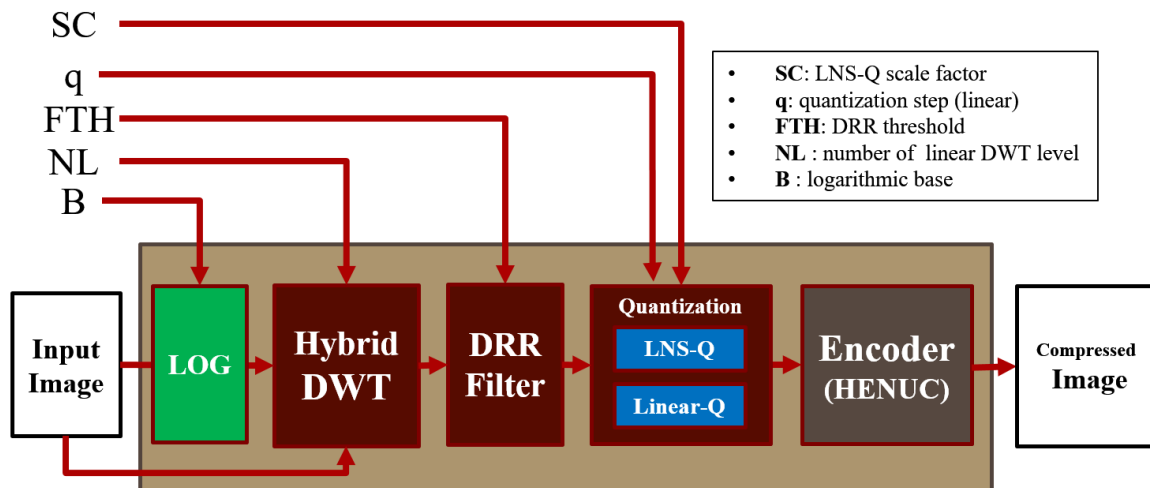 SC
q
FTH
NL
B
• SC: LNS-Q scale factor
• q: quantization step (linear)
• FTH: DRR threshold
• NL : number of linear DWT level
• B : logarithmic base
Input
Image
LOG
Hybrid
DWT
DRR
Filter
Quantization
LNS-Q
Linear-Q
Encoder
(HENUC)
Compressed
Image